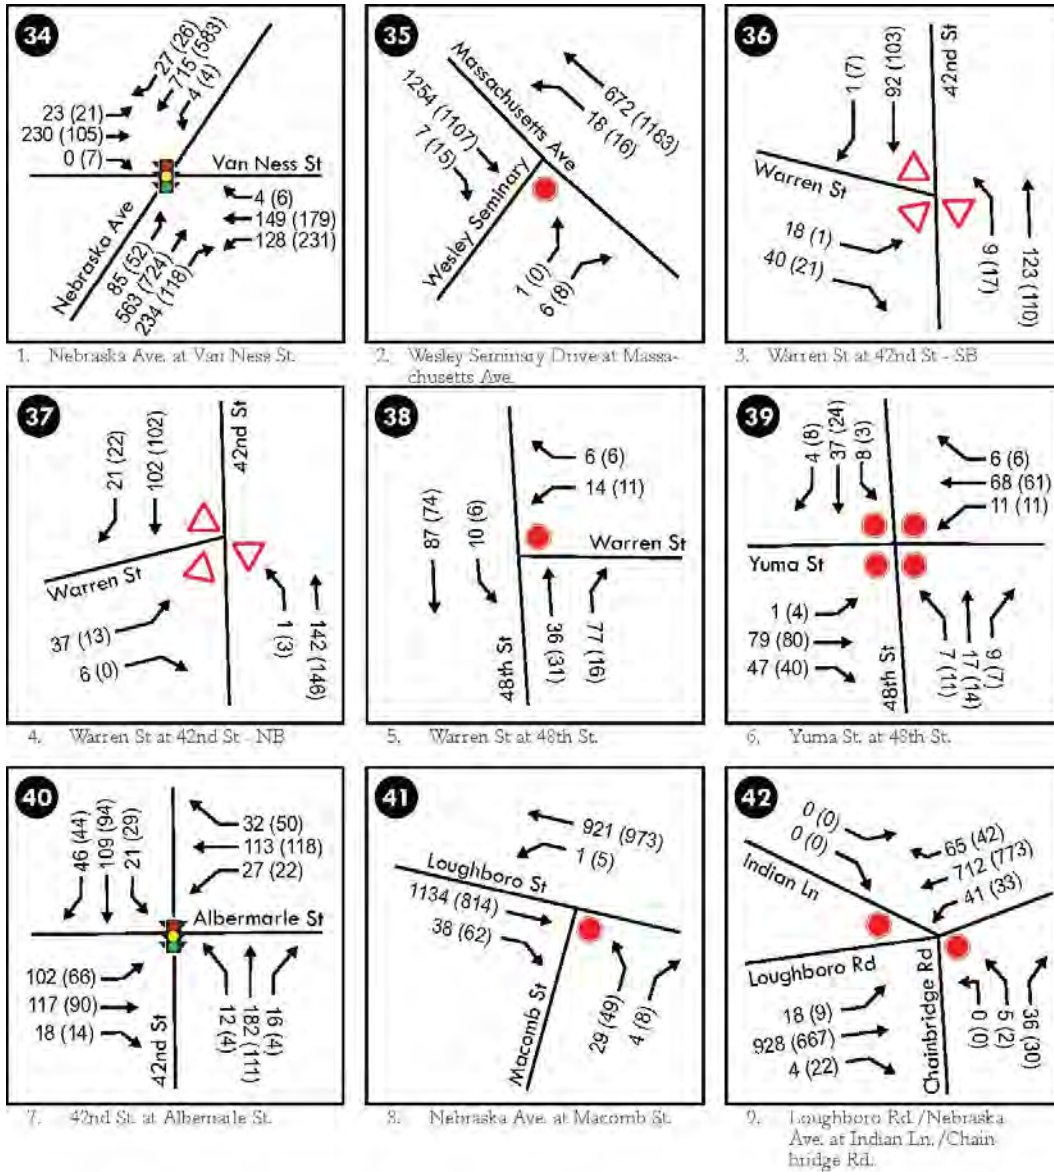 34
27 (26)
715 (583)
4 (4)
23 (21)
230 (105)
0 (7)
Van Ness St
4 (6)
149 (179)
128 (231)
Nebraska Ave
85 (52)
563 (724)
234 (118)
1. Nebraska Ave. at Van Ness St.
35
Massachusetts Ave
672 (1183)
18 (16)
1254 (1107)
7 (15)
Wesley Seminary
1 (0)
6 (8)
2. Wesley Seminary Drive at Massa-
chusetts Ave.
36
1 (7)
92 (103)
42nd St
Warren St
18 (1)
40 (21)
9 (17)
123 (110)
3. Warren St at 42nd St - SB
37
21 (22)
102 (102)
42nd St
Warren St
37 (13)
6 (0)
1 (3)
142 (146)
4. Warren St at 42nd St - NB
38
6 (6)
14 (11)
87 (74)
10 (6)
Warren St
48th St
36 (31)
77 (16)
5. Warren St at 48th St.
39
4 (8)
37 (24)
8 (3)
6 (6)
68 (61)
11 (11)
Yuma St
1 (4)
79 (80)
47 (40)
48th St
7 (11)
17 (14)
9 (7)
6. Yuma St. at 48th St.
40
46 (44)
109 (94)
21 (29)
32 (50)
113 (118)
27 (22)
Albermarle St
102 (66)
117 (90)
18 (14)
42nd St
12 (4)
182 (111)
16 (4)
7. 42nd St. at Albemarle St.
41
921 (973)
1 (5)
Loughboro St
1134 (814)
38 (62)
Macomb St
29 (49)
4 (8)
8. Nebraska Ave. at Macomb St.
42
0 (0)
0 (0)
Indian Ln
65 (42)
712 (773)
41 (33)
Loughboro Rd
18 (9)
928 (667)
4 (22)
Chainbridge Rd
0 (0)
5 (2)
36 (30)
9. Loughboro Rd./Nebraska
Ave. at Indian Ln./Chain
bridge Rd.